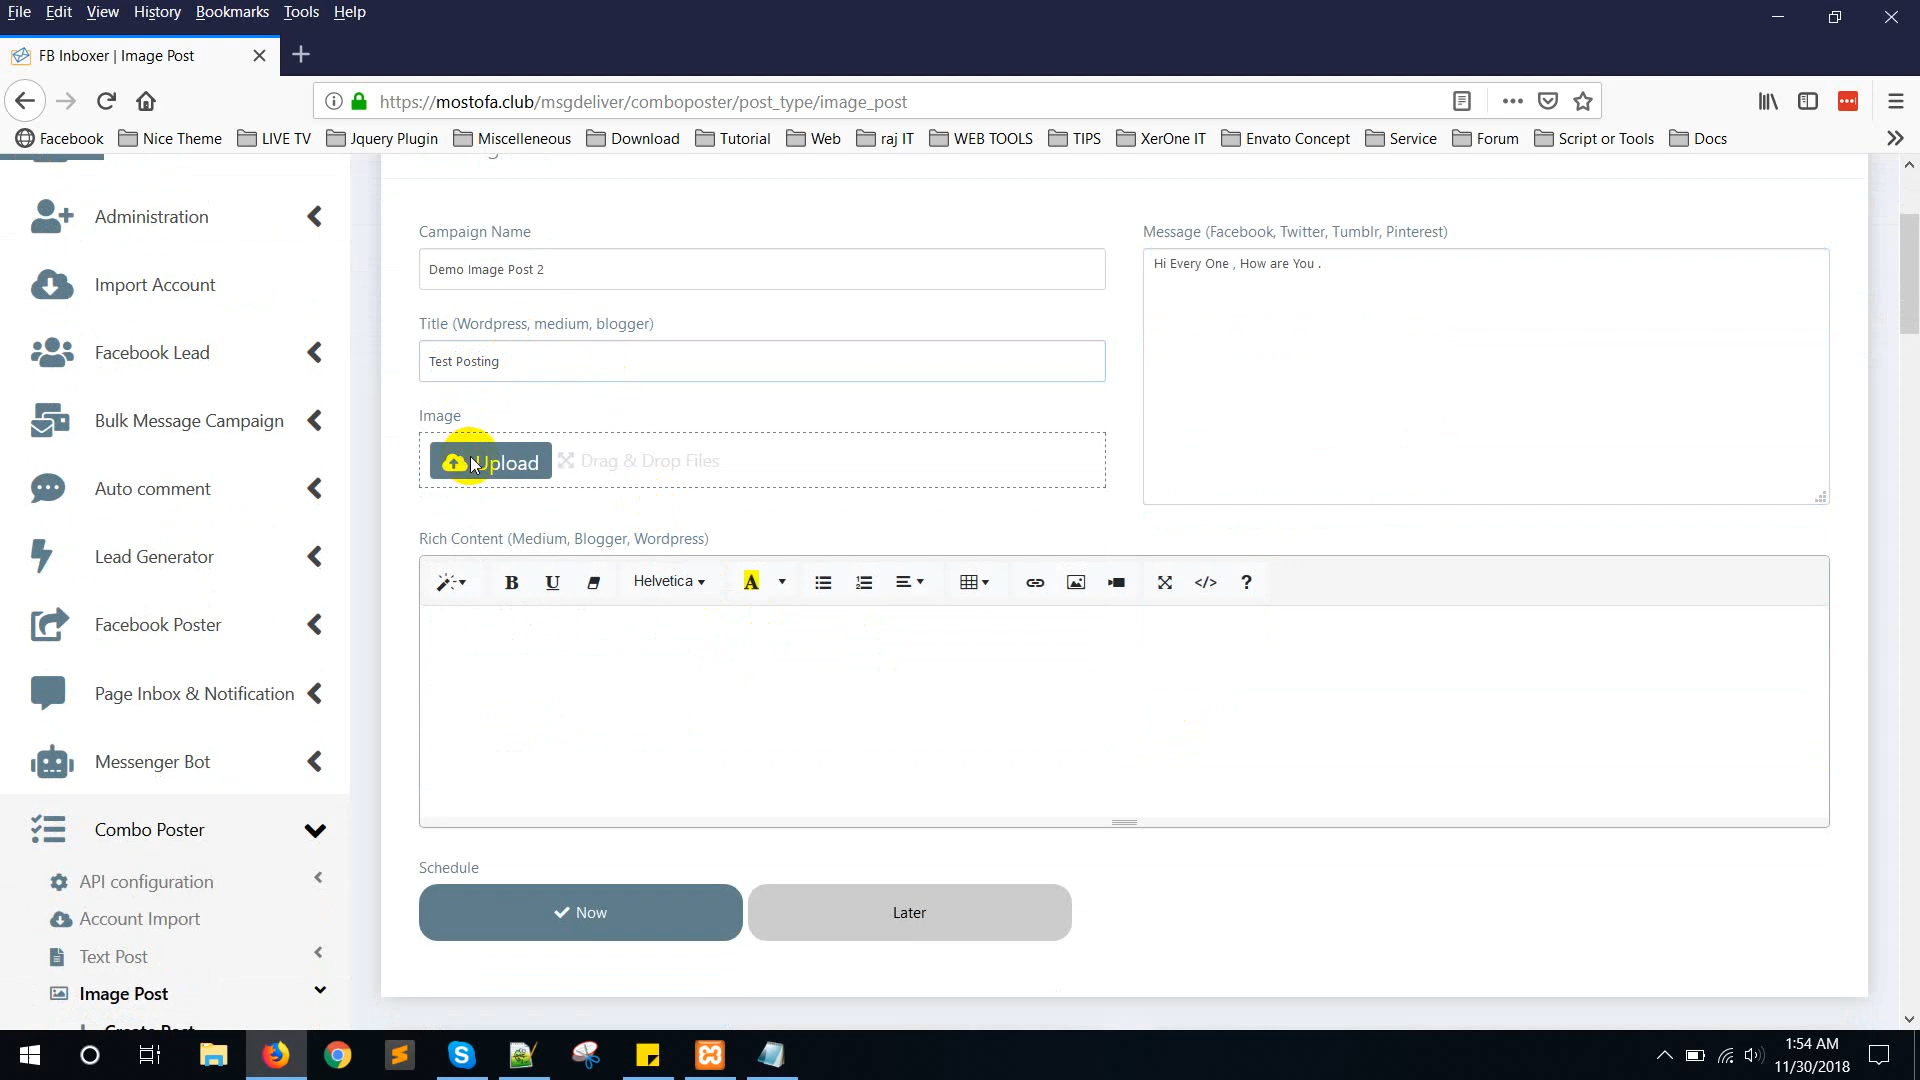 File Edit View History Bookmarks Tools Help
FB Inboxer | Image Post
https://mostofa.club/msgdeliver/comboposter/post_type/image_post
Facebook Nice Theme LIVE TV Jquery Plugin Miscelleneous Download Tutorial Web raj IT WEB TOOLS TIPS XerOne IT Envato Concept Service Forum Script or Tools Docs
Administration
Import Account
Facebook Lead
Bulk Message Campaign
Auto comment
Lead Generator
Facebook Poster
Page Inbox & Notification
Messenger Bot
Combo Poster
API configuration
Account Import
Text Post
Image Post
Create Post
Campaign Name
Demo Image Post 2
Title (Wordpress, medium, blogger)
Test Posting
Image
Upload Drag & Drop Files
Message (Facebook, Twitter, Tumblr, Pinterest)
Hi Every One , How are You .
Rich Content (Medium, Blogger, Wordpress)
B U Helvetica A </> ?
Schedule
Now Later
1:54 AM
11/30/2018